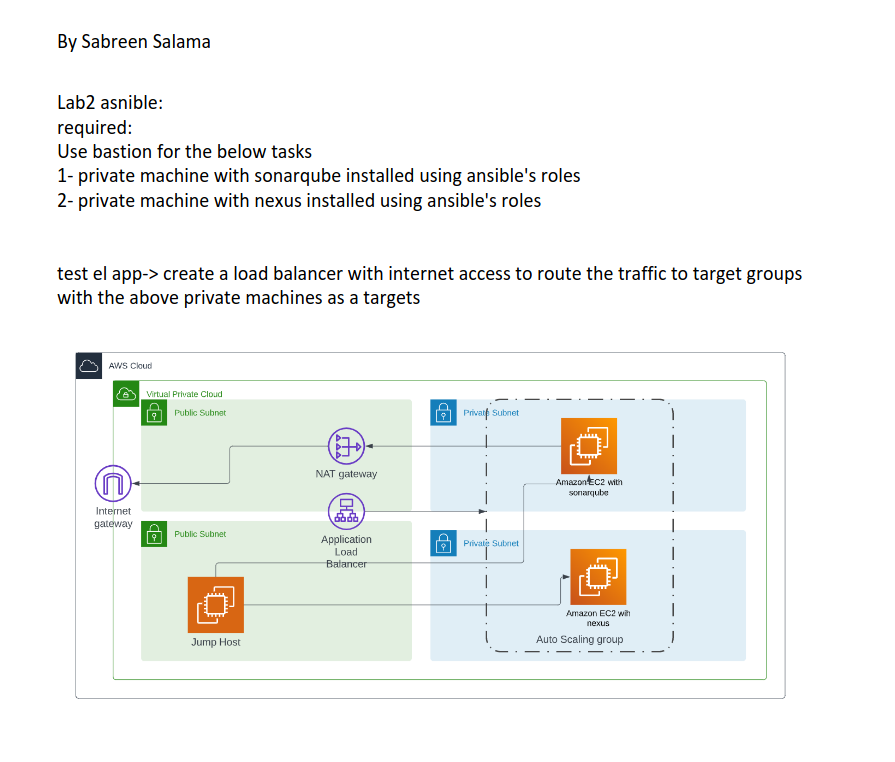 By Sabreen Salama
Lab2 asnible:
required:
Use bastion for the below tasks
1- private machine with sonarqube installed using ansible's roles
2- private machine with nexus installed using ansible's roles
test el app-> create a load balancer with internet access to route the traffic to target groups
with the above private machines as a targets
AWS Cloud
Virtual Private Cloud
Public Subnet
Private Subnet
NAT gateway
Amazon EC2 with
sonarqube
Internet
gateway
Public Subnet
Application
Load
Balancer
Private Subnet
Jump Host
Amazon EC2 wih
nexus
Auto Scaling group